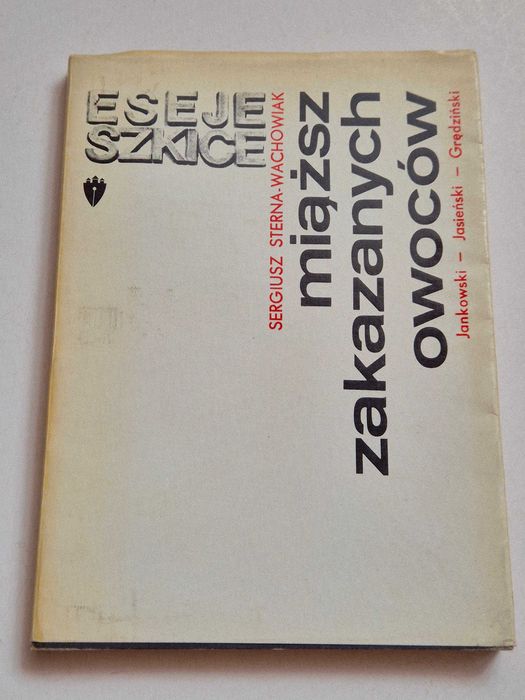 ESEJE
SZKICE
SERGIUSZ STERNA-WACHOWIAK
miąższ
zakazanych
owoców
Jankowski – Jasieński – Grędziński